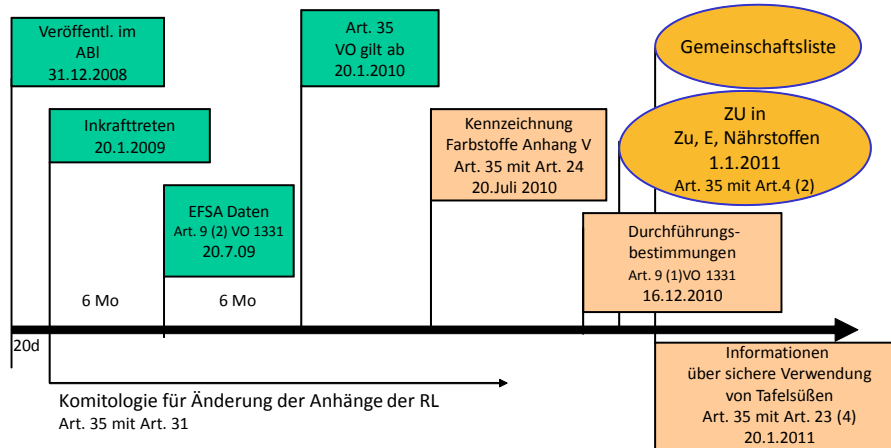 Veröffentl. im
ABl
31.12.2008
Inkrafttreten
20.1.2009
EFSA Daten
Art. 9 (2) VO 1331
20.7.09
Art. 35
VO gilt ab
20.1.2010
Kennzeichnung
Farbstoffe Anhang V
Art. 35 mit Art. 24
20.Juli 2010
Gemeinschaftsliste
ZU in
Zu, E, Nährstoffen
1.1.2011
Art. 35 mit Art.4 (2)
Durchführungs-
bestimmungen
Art. 9 (1)VO 1331
16.12.2010
6 Mo
6 Mo
20d
Komitologie für Änderung der Anhänge der RL
Art. 35 mit Art. 31
Informationen
über sichere Verwendung
von Tafelsüßen
Art. 35 mit Art. 23 (4)
20.1.2011